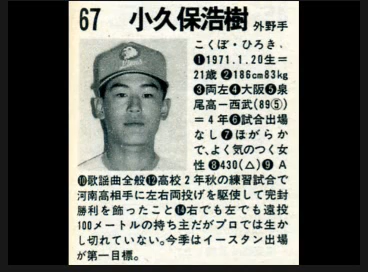 67 小久保浩樹 外野手
こくぼ・ひろき、
❶1971.1.20生=
21歳❷186cm83kg
❸両左❹大阪❺泉
尾高─西武(89⑤)
=4年❻試合出場
なし❼ほがらか
で、よく気のつく女
性❽430(△)❾A
❿歌謡曲全般⓬高校2年秋の練習試合で
河南高相手に左右両投げを駆使して完封
勝利を飾ったこと⓮右でも左でも遠投
100メートルの持ち主だがプロでは生か
し切れていない。今季はイースタン出場
が第一目標。